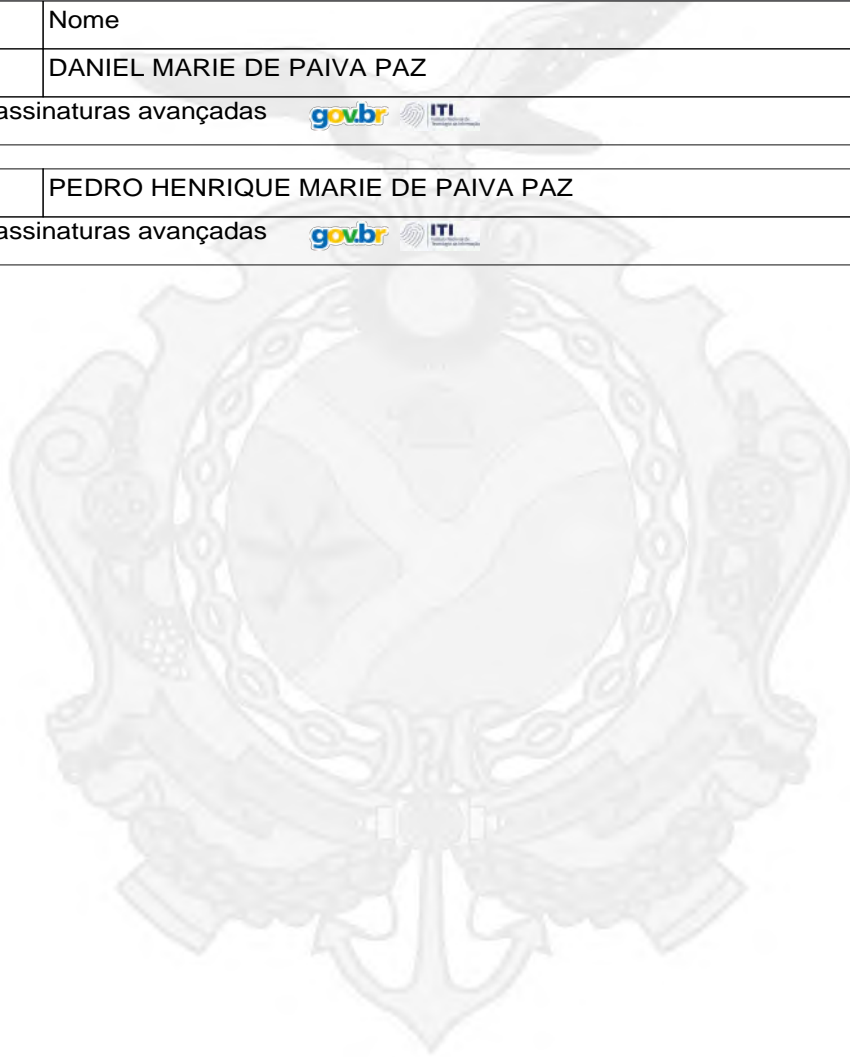 Nome
DANIEL MARIE DE PAIVA PAZ
assinaturas avançadas gov.br ITI
PEDRO HENRIQUE MARIE DE PAIVA PAZ
assinaturas avançadas gov.br ITI